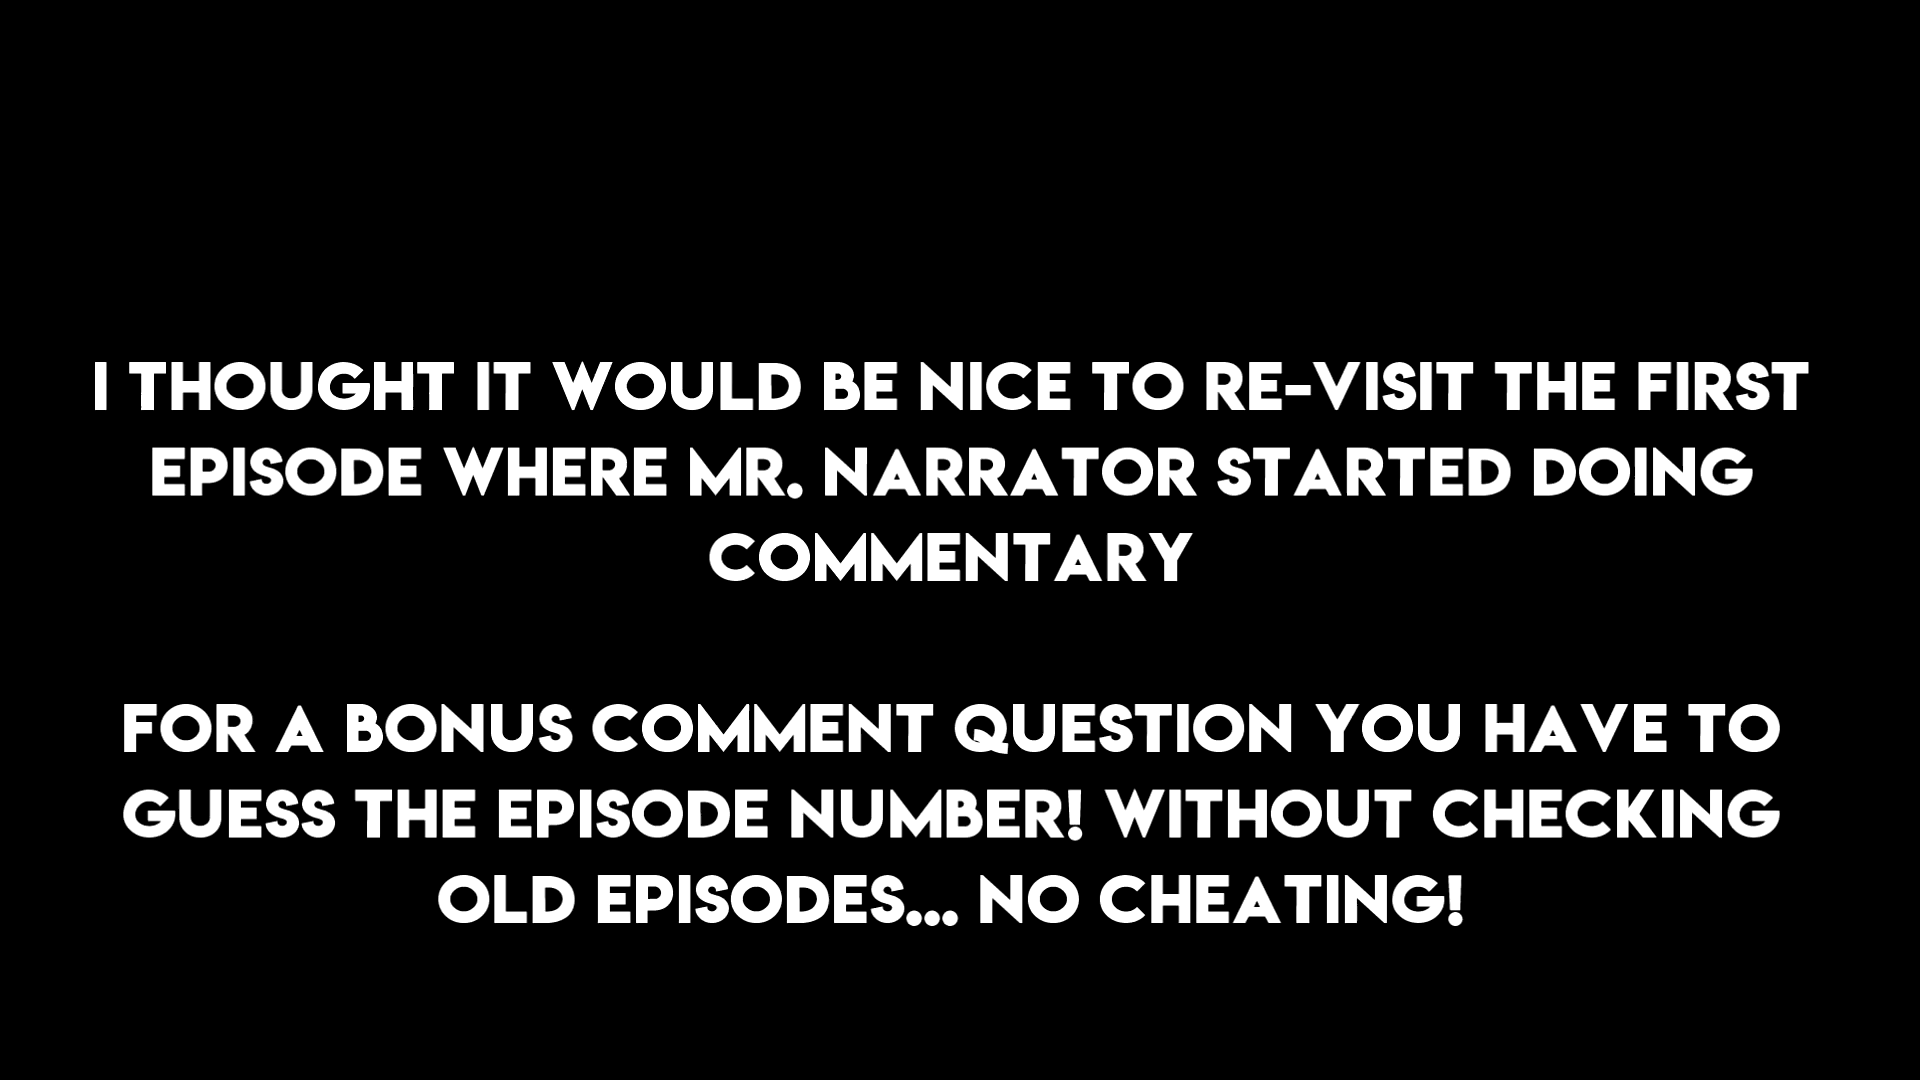 I THOUGHT IT WOULD BE NICE TO RE-VISIT THE FIRST
EPISODE WHERE MR. NARRATOR STARTED DOING
COMMENTARY
FOR A BONUS COMMENT QUESTION YOU HAVE TO
GUESS THE EPISODE NUMBER! WITHOUT CHECKING
OLD EPISODES... NO CHEATING!